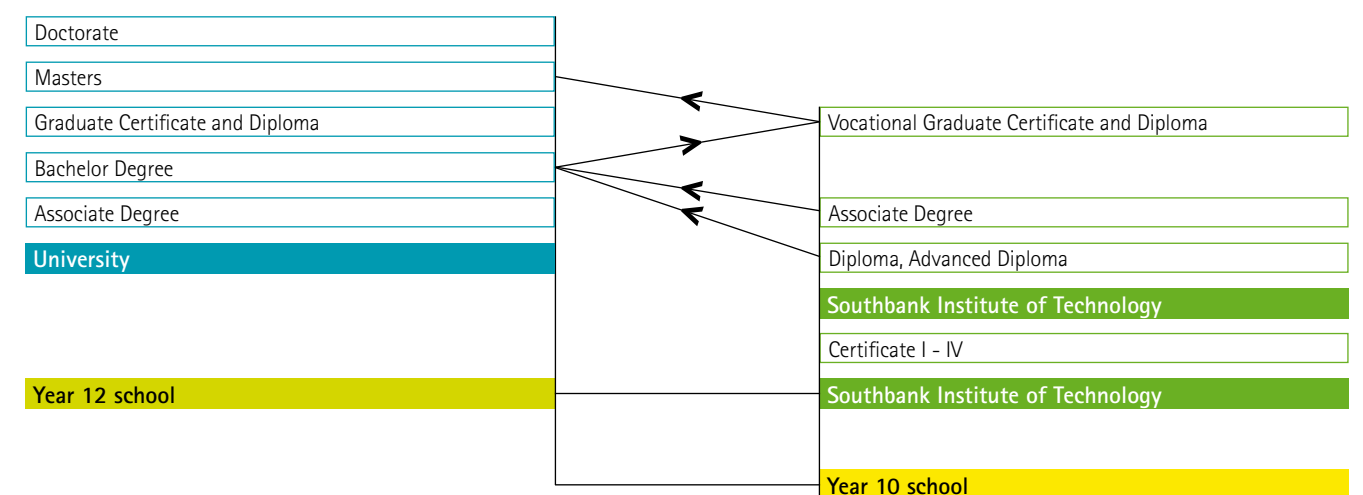 Doctorate
Masters
Graduate Certificate and Diploma
Vocational Graduate Certificate and Diploma
Bachelor Degree
Associate Degree
Associate Degree
University
Diploma, Advanced Diploma
Southbank Institute of Technology
Certificate I - IV
Year 12 school
Southbank Institute of Technology
Year 10 school